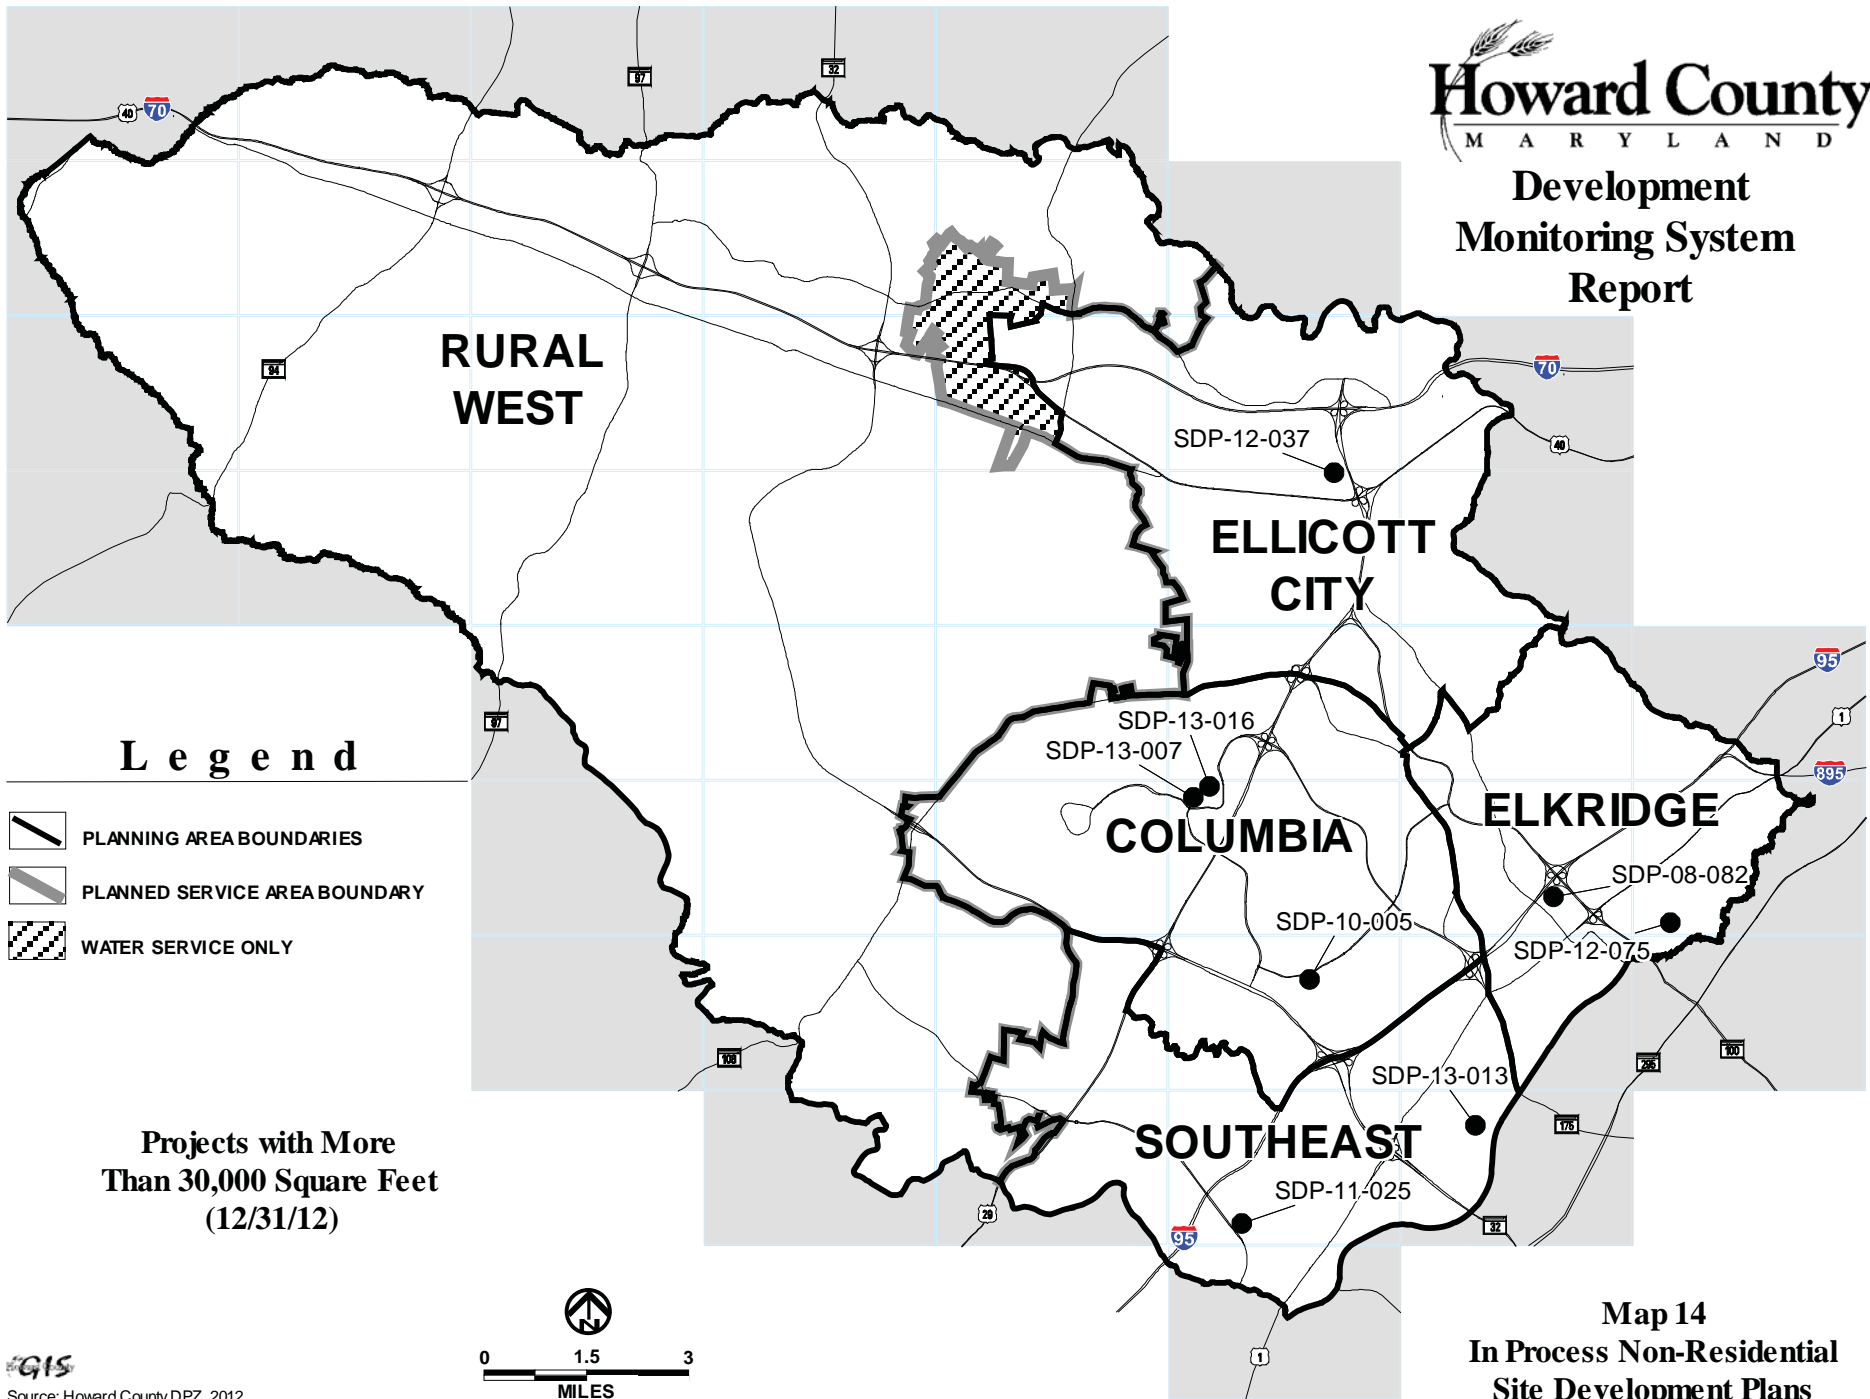 Howard County
MARYLAND
Development
Monitoring System
Report
40
70
97
32
94
RURAL
WEST
70
40
SDP-12-037
ELLICOTT
CITY
95
1
895
97
SDP-13-016
SDP-13-007
COLUMBIA
ELKRIDGE
SDP-08-082
SDP-10-005
SDP-12-075
Legend
PLANNING AREA BOUNDARIES
PLANNED SERVICE AREA BOUNDARY
WATER SERVICE ONLY
108
295
100
175
SDP-13-013
SOUTHEAST
SDP-11-025
29
95
32
1
Projects with More
Than 30,000 Square Feet
(12/31/12)
N
0 1.5 3
MILES
Howard County
GIS
Source: Howard County DPZ, 2012
Map 14
In Process Non-Residential
Site Development Plans